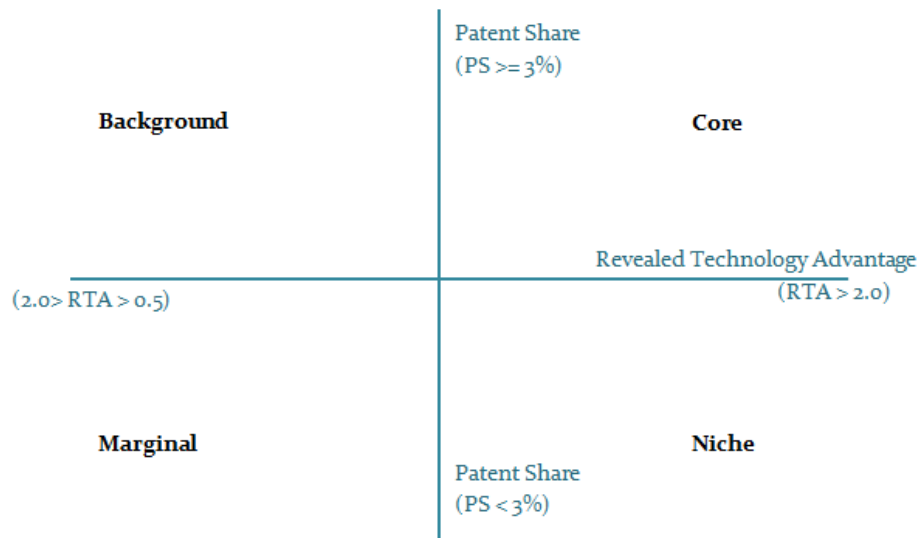 Patent Share
(PS >= 3%)
Background
Core
Revealed Technology Advantage
(2.0> RTA > 0.5)
(RTA > 2.0)
Marginal
Niche
Patent Share
(PS < 3%)